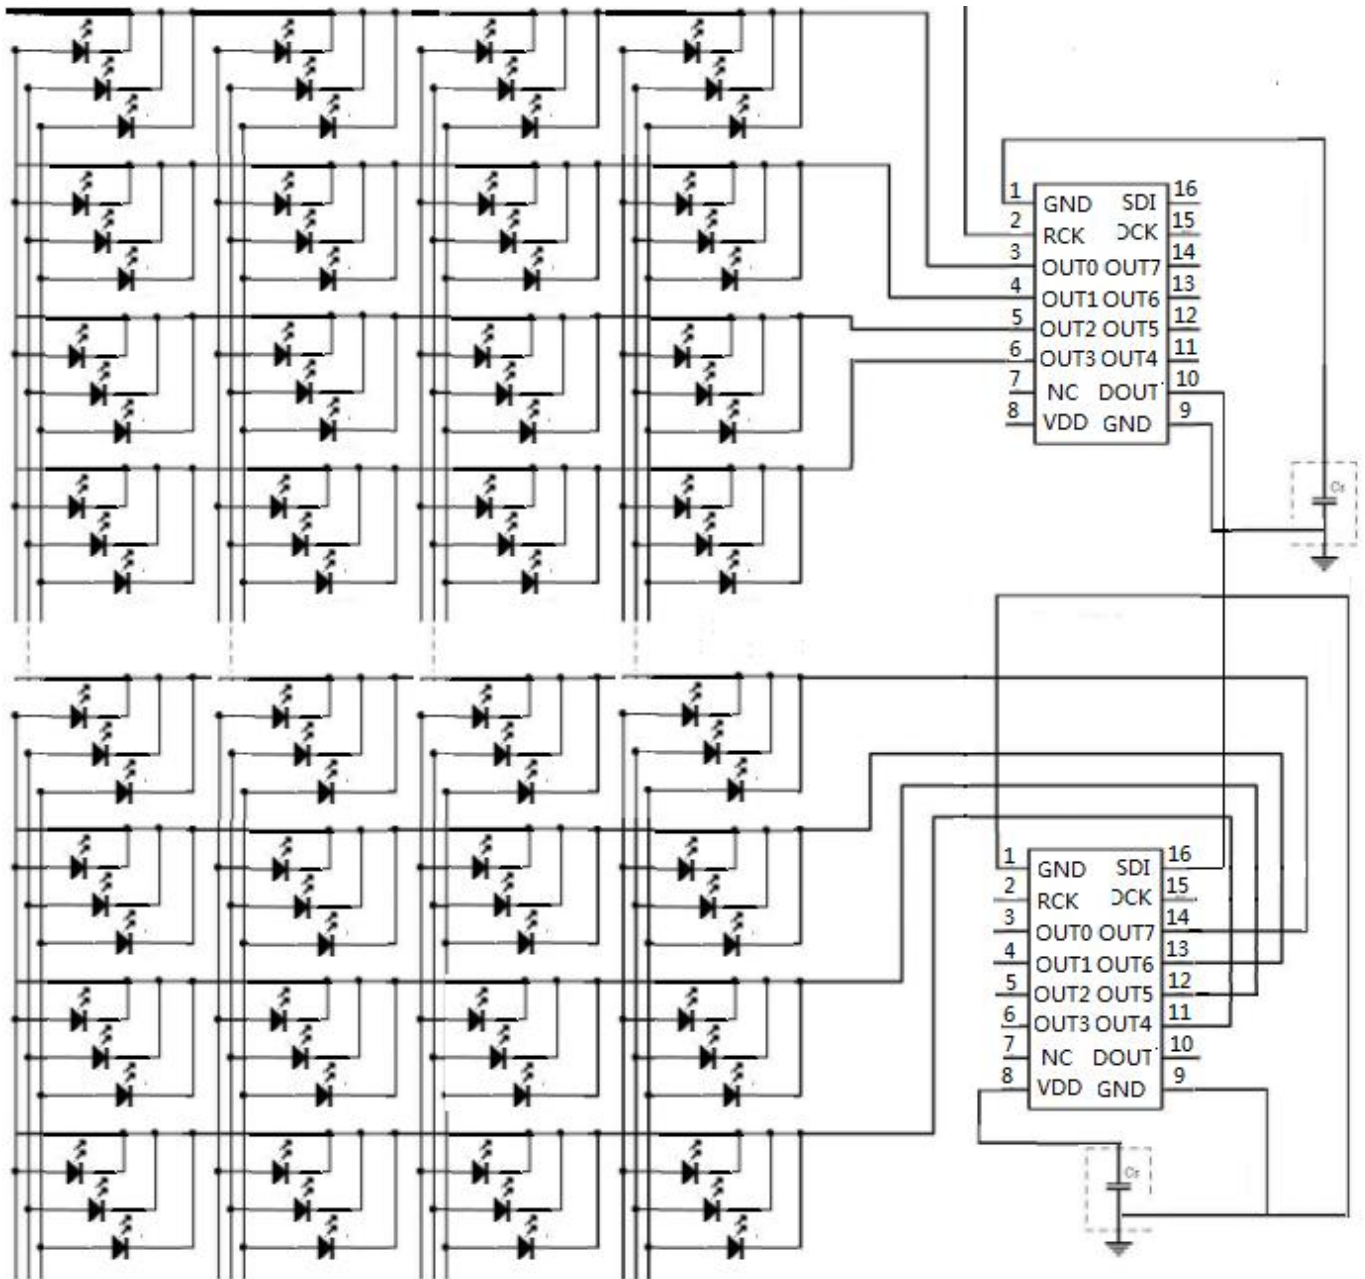 1 GND SDI 16
2 RCK DCK 15
3 OUT0 OUT7 14
4 OUT1 OUT6 13
5 OUT2 OUT5 12
6 OUT3 OUT4 11
7 NC DOUT 10
8 VDD GND 9
1 GND SDI 16
2 RCK DCK 15
3 OUT0 OUT7 14
4 OUT1 OUT6 13
5 OUT2 OUT5 12
6 OUT3 OUT4 11
7 NC DOUT 10
8 VDD GND 9